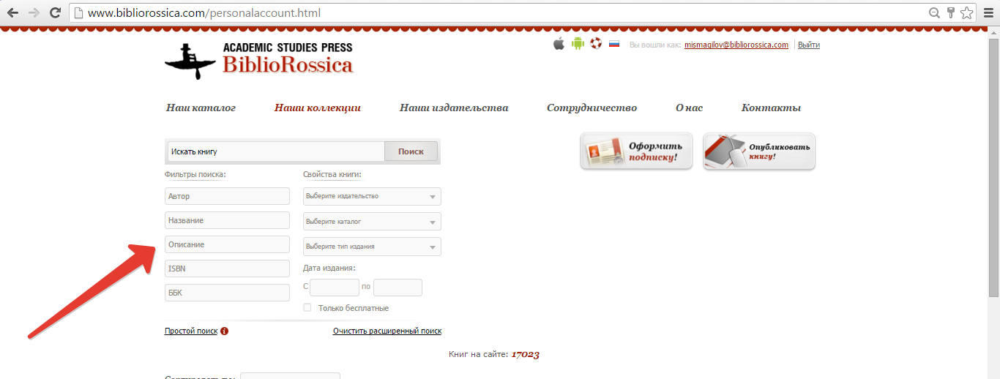 www.bibliorossica.com/personalaccount.html
ACADEMIC STUDIES PRESS
BiblioRossica
Вы вошли как: mismagilov@bibliorossica.com Выйти
Наш каталог Наши коллекции Наши издательства Сотрудничество О нас Контакты
Искать книгу Поиск
Оформить
подписку!
Опубликовать
книгу!
Фильтры поиска: Свойства книги:
Автор Выберите издательство
Название Выберите каталог
Описание Выберите тип издания
ISBN Дата издания:
ББК С по
Только бесплатные
Простой поиск i Очистить расширенный поиск
Книг на сайте: 17023